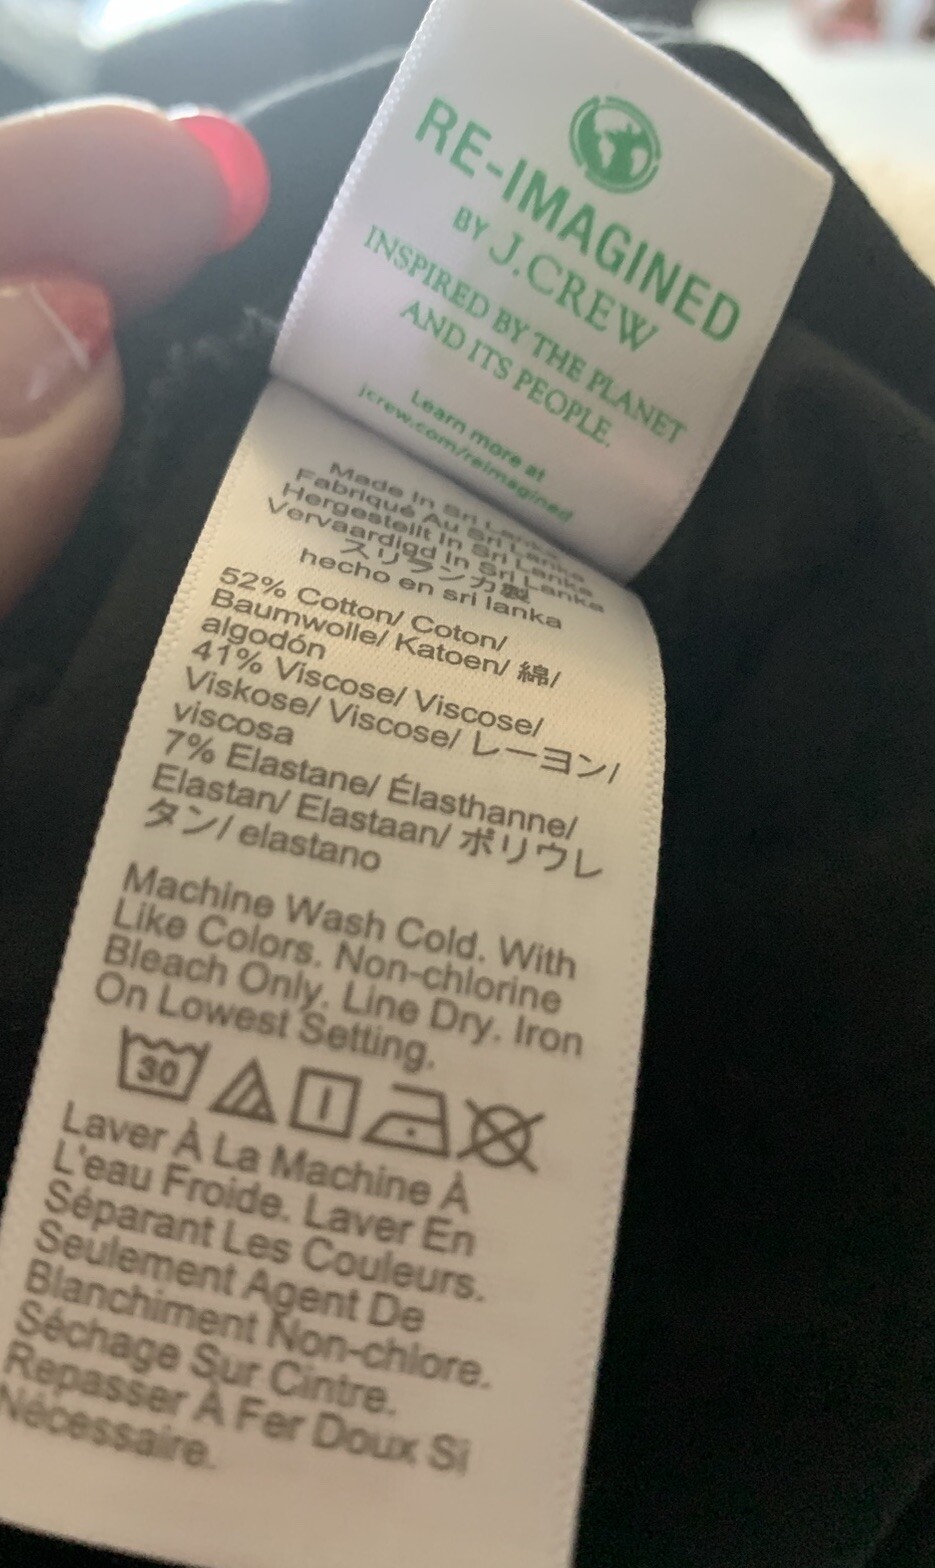 RE-IMAGINED
BY J.CREW
INSPIRED BY THE PLANET
AND ITS PEOPLE.
Learn more at
jcrew.com/reimagined
Made In Sri Lanka
Fabriqué Au Sri Lanka
Hergestellt In Sri Lanka
Vervaardigd In Sri Lanka
スリランカ製
hecho en sri lanka
52% Cotton/ Coton/
Baumwolle/ Katoen/ 綿/
algodón
41% Viscose/ Viscose/
Viskose/ Viscose/ レーヨン/
viscosa
7% Elastane/ Élasthanne/
Elastan/ Elastaan/ ポリウレ
タン/ elastano
Machine Wash Cold. With
Like Colors. Non-chlorine
Bleach Only. Line Dry. Iron
On Lowest Setting.
30
Laver À La Machine À
L'eau Froide. Laver En
Séparant Les Couleurs.
Seulement Agent De
Blanchiment Non-chlore.
Séchage Sur Cintre.
Repasser À Fer Doux Si
Nécessaire.